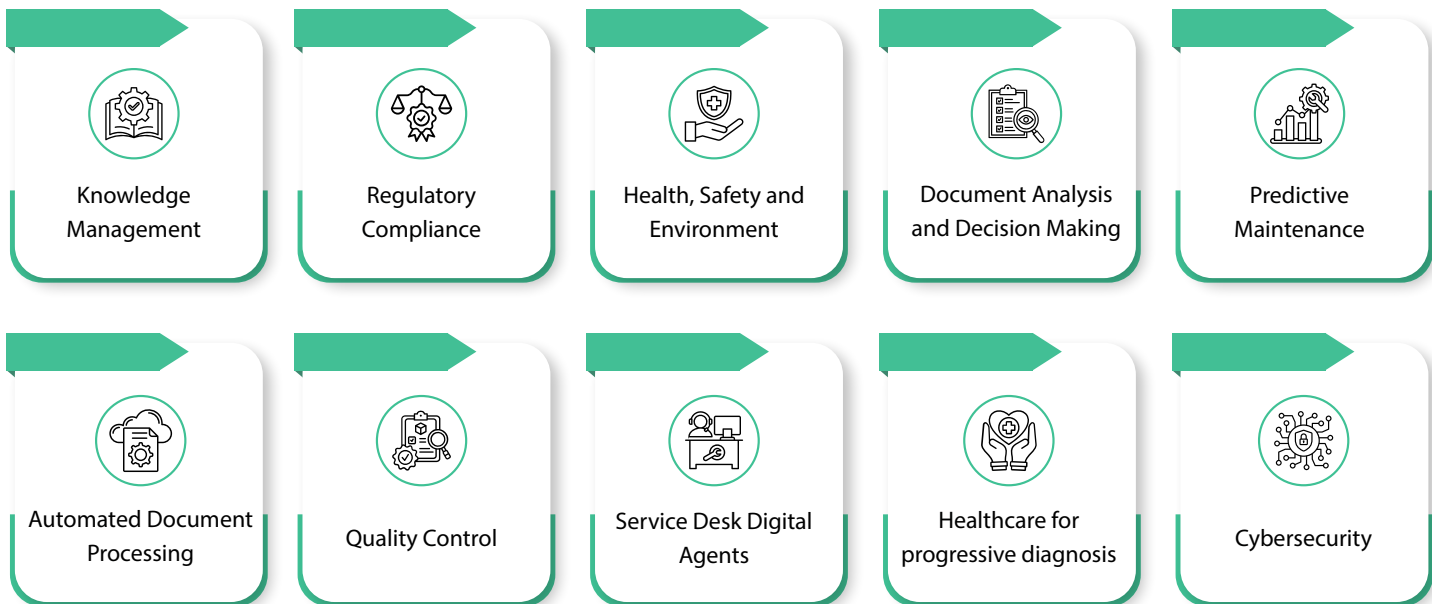 Knowledge
Management
Regulatory
Compliance
Health, Safety and
Environment
Document Analysis
and Decision Making
Predictive
Maintenance
Automated Document
Processing
Quality Control
Service Desk Digital
Agents
Healthcare for
progressive diagnosis
Cybersecurity